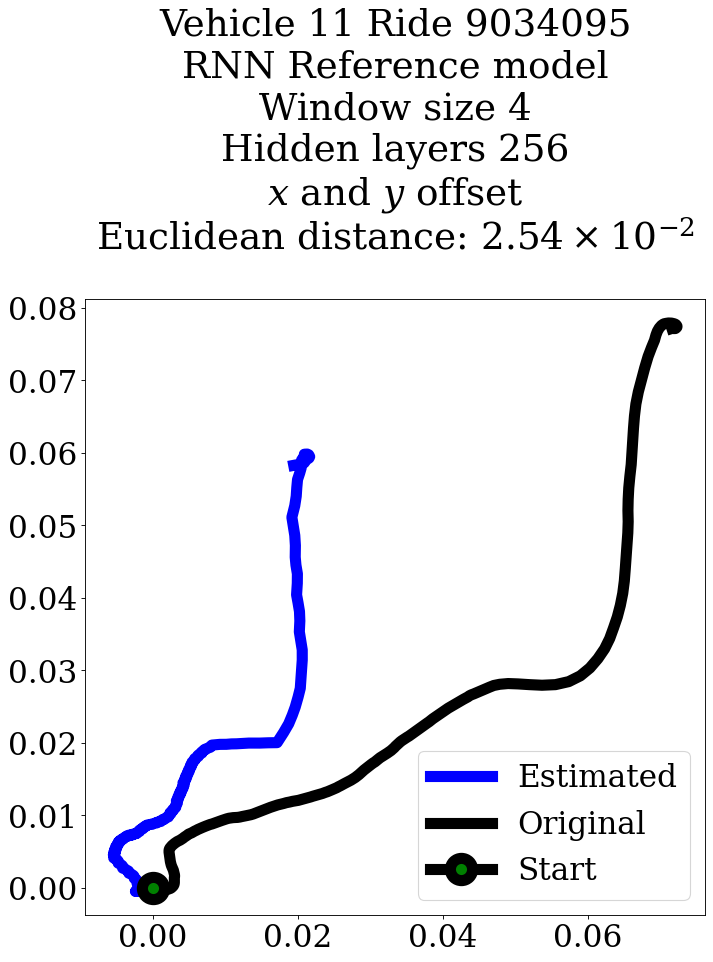 Vehicle 11 Ride 9034095
RNN Reference model
Window size 4
Hidden layers 256
x and y offset
Euclidean distance: 2.54 × 10⁻²
0.08
0.07
0.06
0.05
0.04
0.03
0.02
0.01
0.00
Estimated
Original
Start
0.00 0.02 0.04 0.06